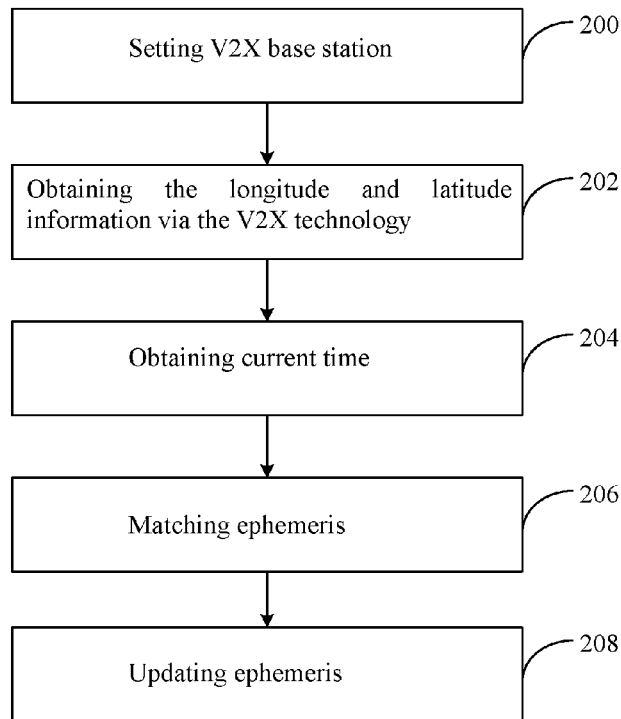 Setting V2X base station
200
Obtaining the longitude and latitude
information via the V2X technology
202
Obtaining current time
204
Matching ephemeris
206
Updating ephemeris
208